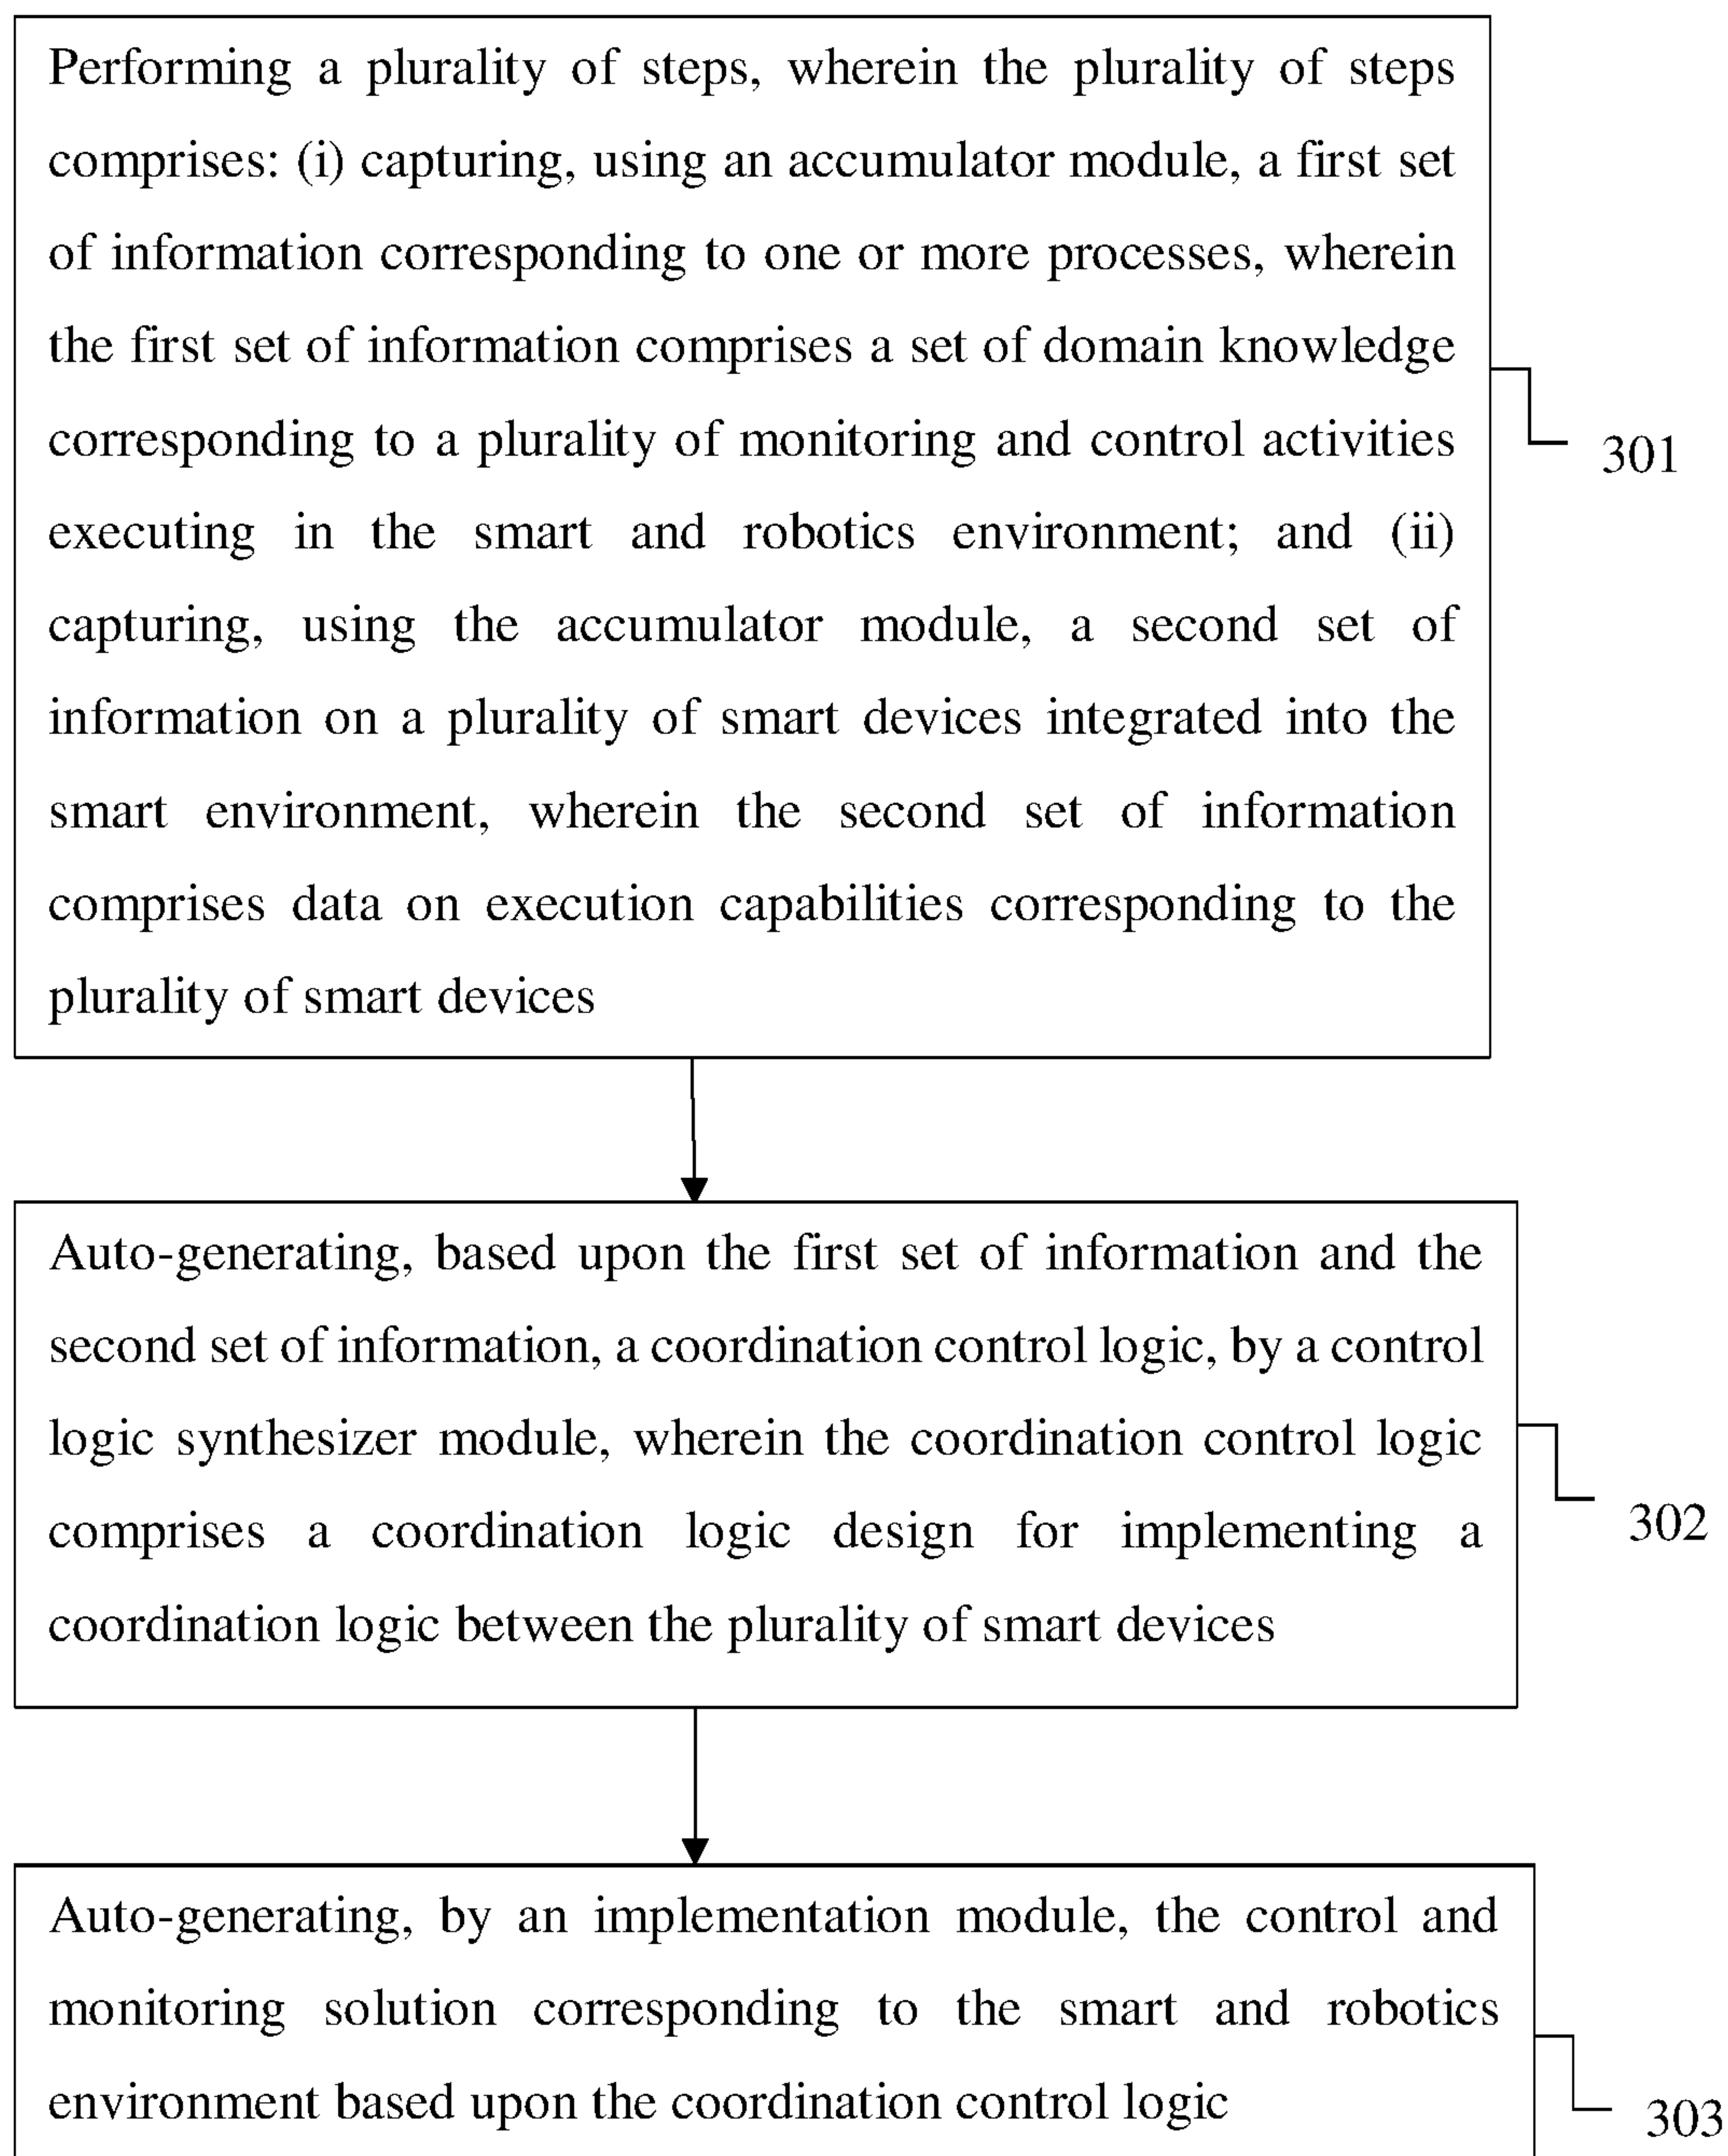 Performing a plurality of steps, wherein the plurality of steps
comprises: (i) capturing, using an accumulator module, a first set
of information corresponding to one or more processes, wherein
the first set of information comprises a set of domain knowledge
corresponding to a plurality of monitoring and control activities
executing in the smart and robotics environment; and (ii)
capturing, using the accumulator module, a second set of
information on a plurality of smart devices integrated into the
smart environment, wherein the second set of information
comprises data on execution capabilities corresponding to the
plurality of smart devices
301
Auto-generating, based upon the first set of information and the
second set of information, a coordination control logic, by a control
logic synthesizer module, wherein the coordination control logic
comprises a coordination logic design for implementing a
coordination logic between the plurality of smart devices
302
Auto-generating, by an implementation module, the control and
monitoring solution corresponding to the smart and robotics
environment based upon the coordination control logic
303